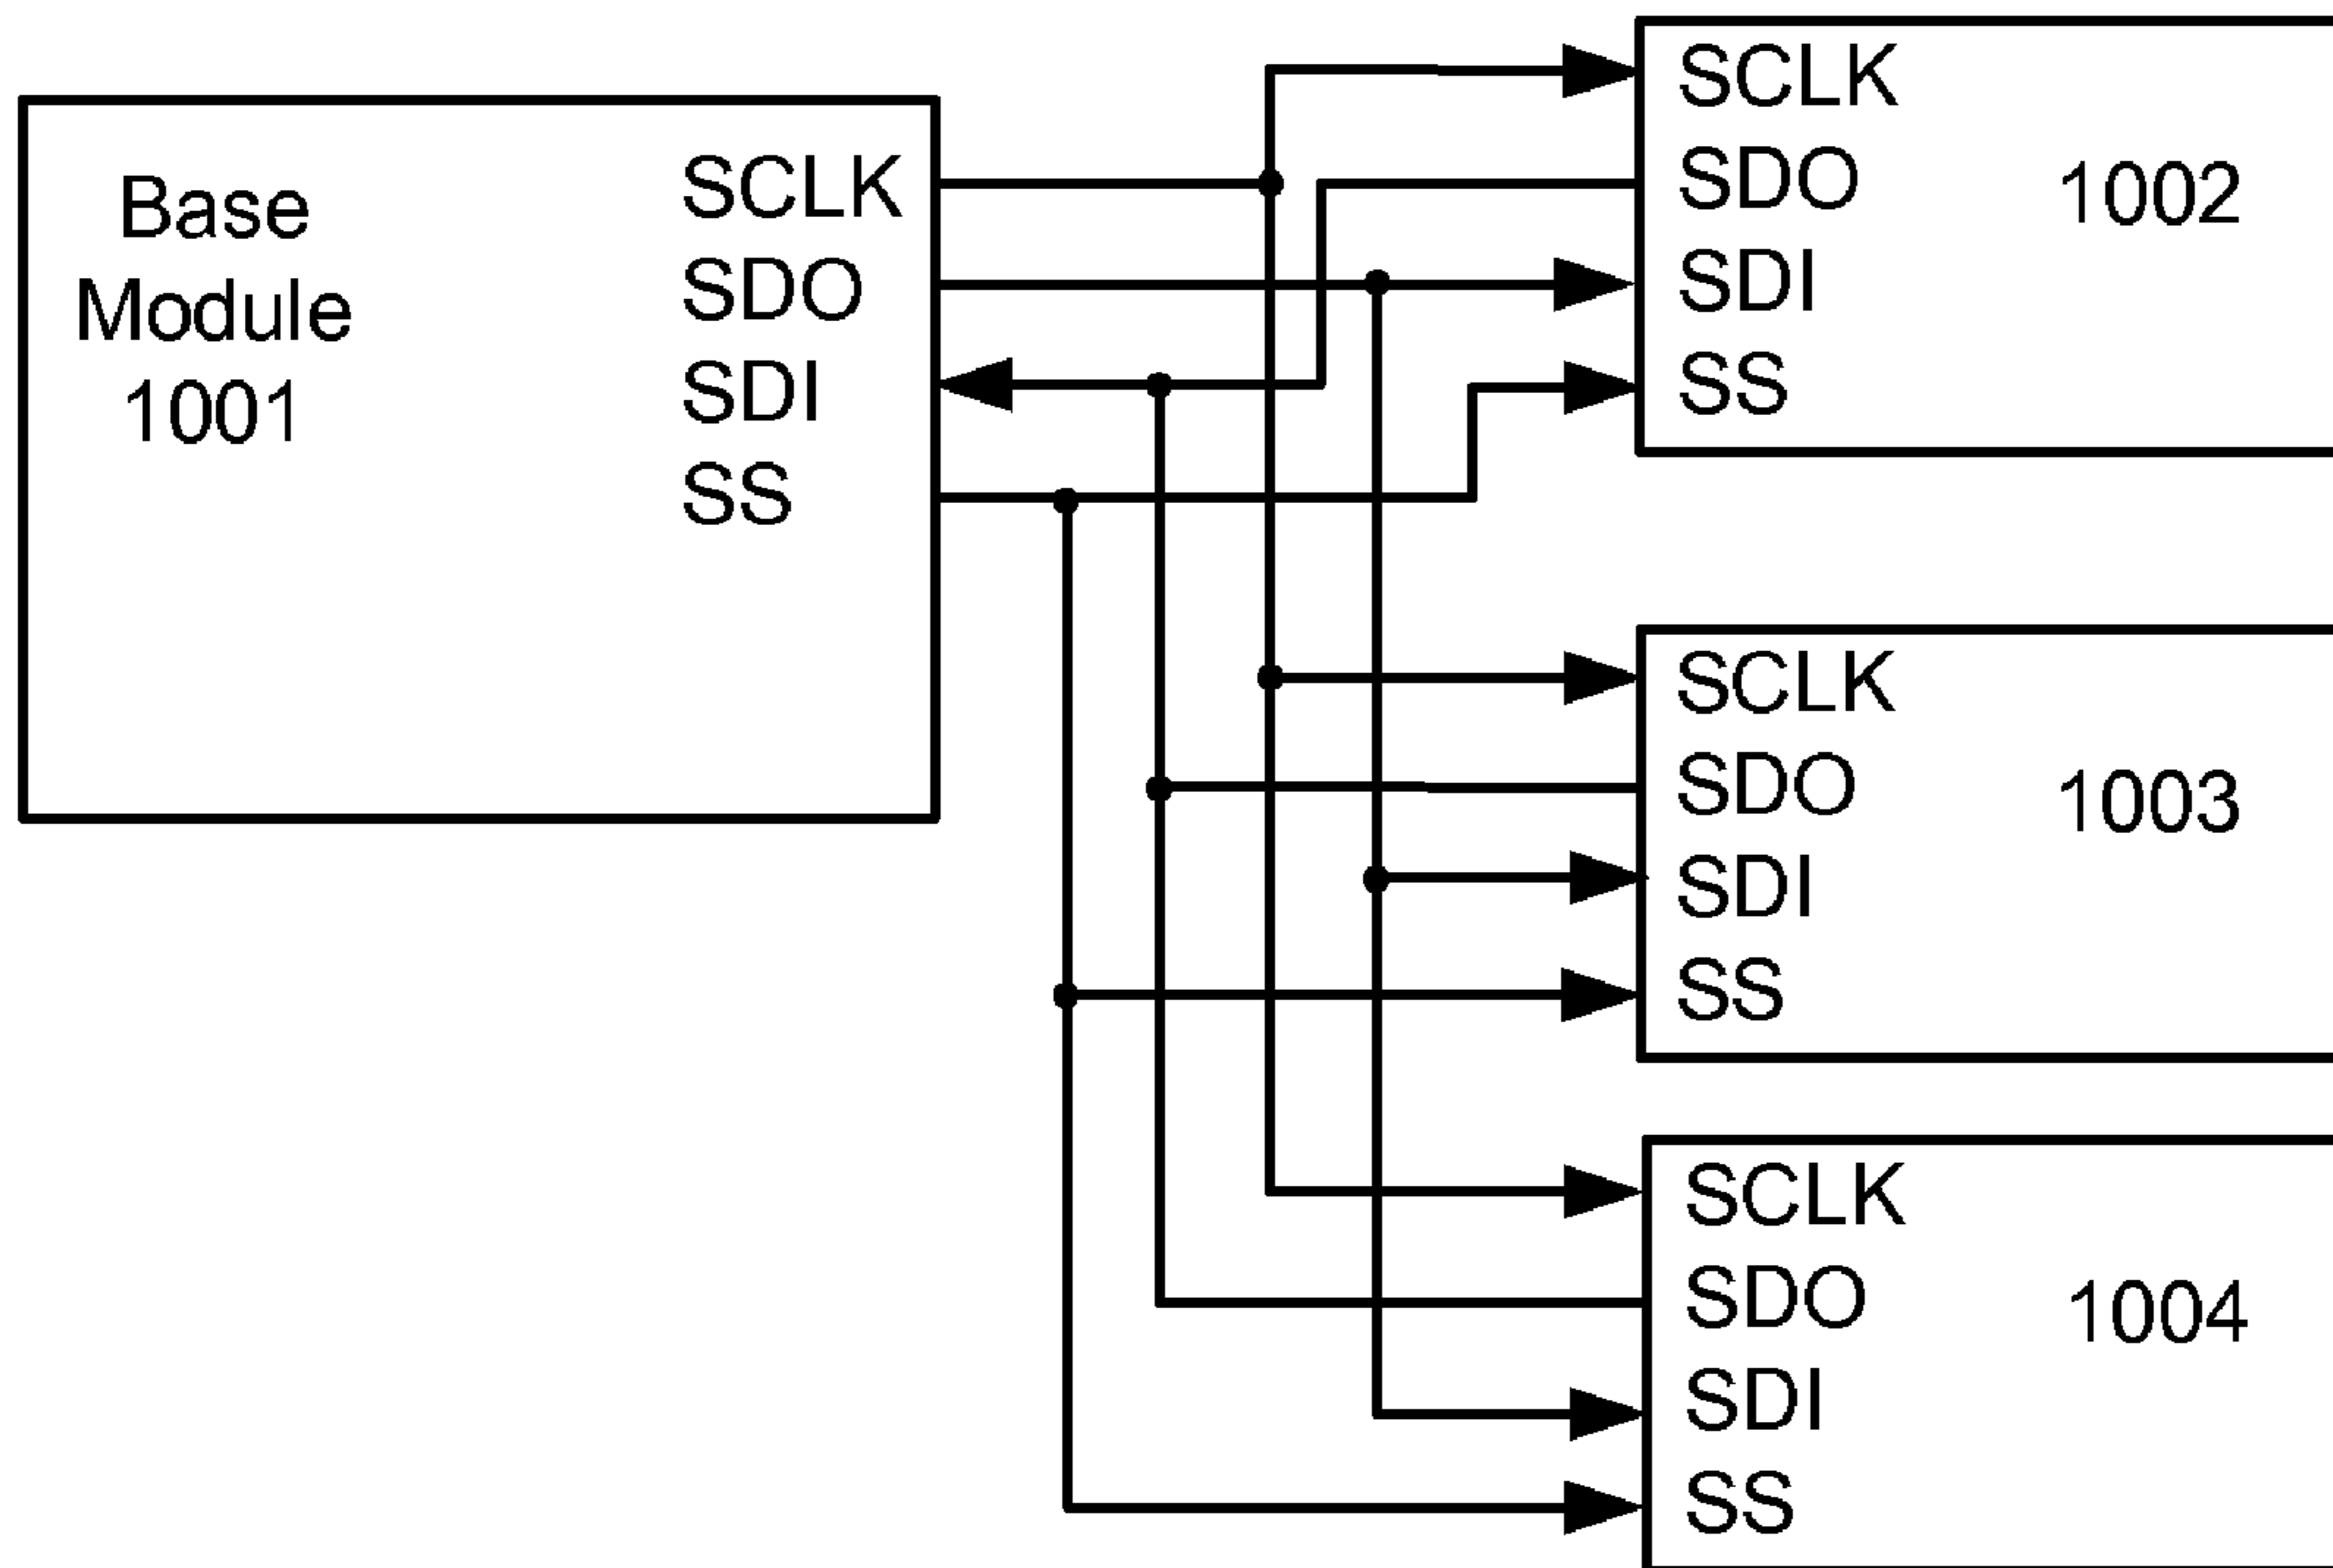 Base
Module
1001
SCLK
SDO
SDI
SS
SCLK
SDO
SDI
SS
1002
SCLK
SDO
SDI
SS
1003
SCLK
SDO
SDI
SS
1004